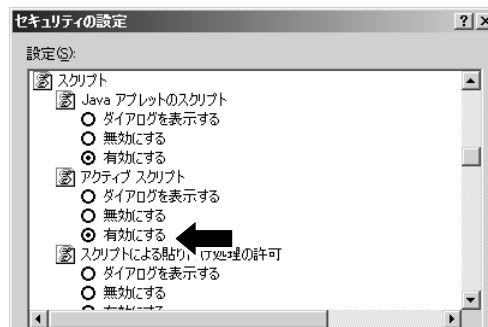 セキュリティの設定
設定(S):
スクリプト
Java アプレットのスクリプト
ダイアログを表示する
無効にする
有効にする
アクティブ スクリプト
ダイアログを表示する
無効にする
有効にする
スクリプトによる貼り付け処理の許可
ダイアログを表示する
無効にする